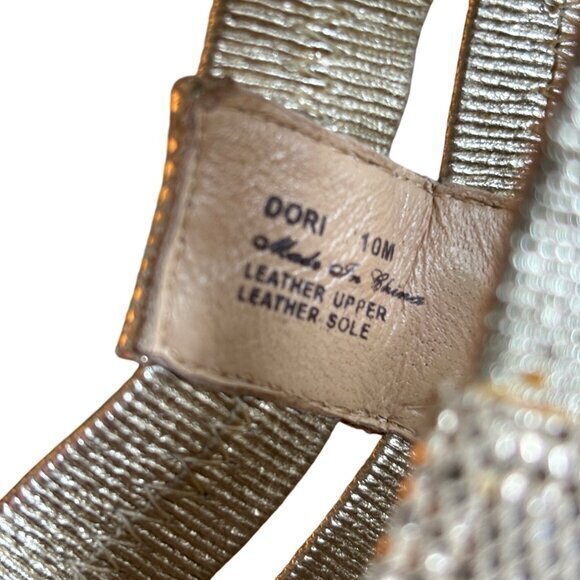 DORI 10M
Made In China
LEATHER UPPER
LEATHER SOLE